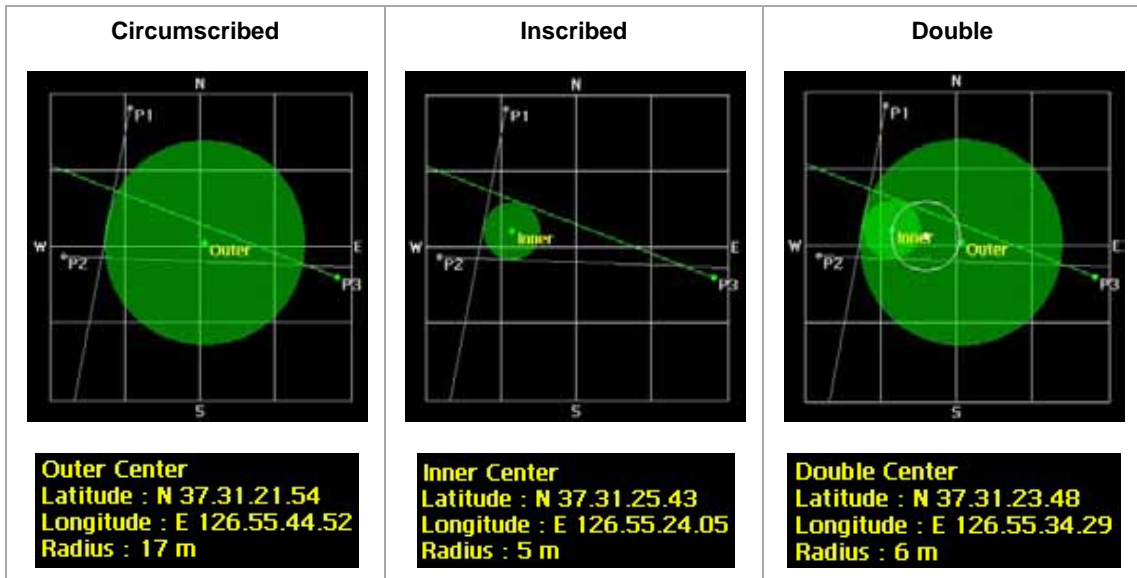 Circumscribed
N
P1
Outer
W
E
P2
P3
S
Outer Center
Latitude : N 37.31.21.54
Longitude : E 126.55.44.52
Radius : 17 m
Inscribed
N
P1
Inner
W
E
P2
P3
S
Inner Center
Latitude : N 37.31.25.43
Longitude : E 126.55.24.05
Radius : 5 m
Double
N
P1
Inner
Outer
W
E
P2
P3
S
Double Center
Latitude : N 37.31.23.48
Longitude : E 126.55.34.29
Radius : 6 m